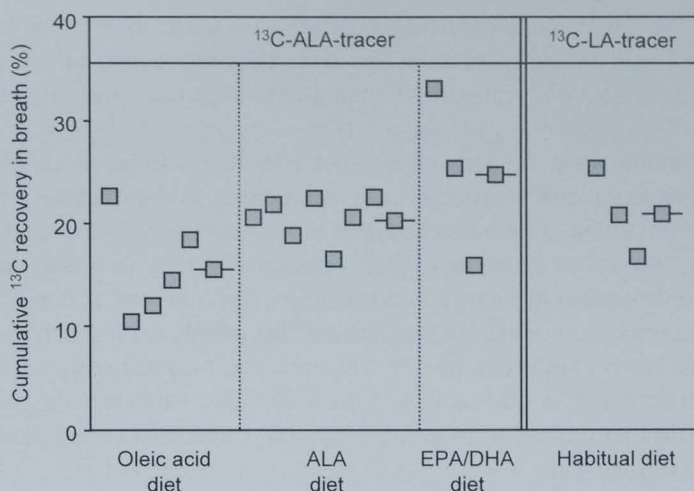 Cumulative ¹³C recovery in breath (%)
40
30
20
10
0
¹³C-ALA-tracer
¹³C-LA-tracer
Oleic acid
diet
ALA
diet
EPA/DHA
diet
Habitual diet